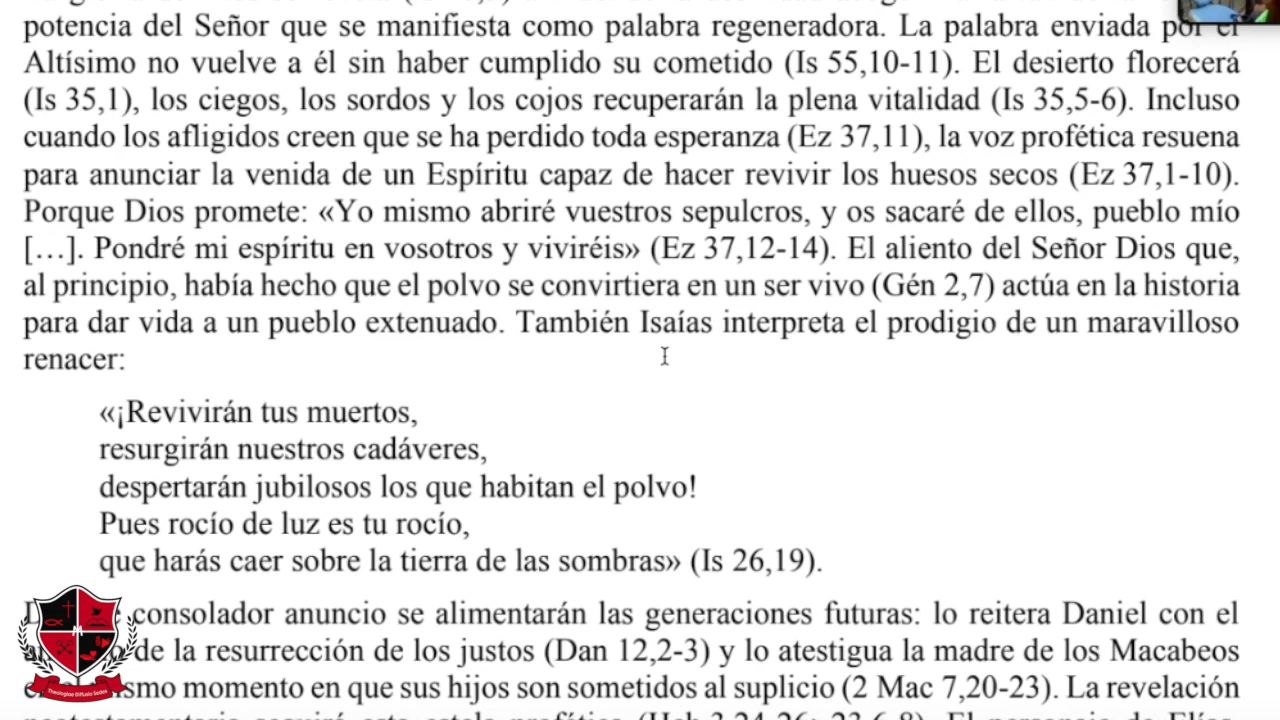 potencia del Señor que se manifiesta como palabra regeneradora. La palabra enviada por el
Altísimo no vuelve a él sin haber cumplido su cometido (Is 55,10-11). El desierto florecerá
(Is 35,1), los ciegos, los sordos y los cojos recuperarán la plena vitalidad (Is 35,5-6). Incluso
cuando los afligidos creen que se ha perdido toda esperanza (Ez 37,11), la voz profética resuena
para anunciar la venida de un Espíritu capaz de hacer revivir los huesos secos (Ez 37,1-10).
Porque Dios promete: «Yo mismo abriré vuestros sepulcros, y os sacaré de ellos, pueblo mío
[…]. Pondré mi espíritu en vosotros y viviréis» (Ez 37,12-14). El aliento del Señor Dios que,
al principio, había hecho que el polvo se convirtiera en un ser vivo (Gén 2,7) actúa en la historia
para dar vida a un pueblo extenuado. También Isaías interpreta el prodigio de un maravilloso
renacer:
«¡Revivirán tus muertos,
resurgirán nuestros cadáveres,
despertarán jubilosos los que habitan el polvo!
Pues rocío de luz es tu rocío,
que harás caer sobre la tierra de las sombras» (Is 26,19).
consolador anuncio se alimentarán las generaciones futuras: lo reitera Daniel con el
de la resurrección de los justos (Dan 12,2-3) y lo atestigua la madre de los Macabeos
momento en que sus hijos son sometidos al suplicio (2 Mac 7,20-23). La revelación
Theologiae Diffusio Sedes